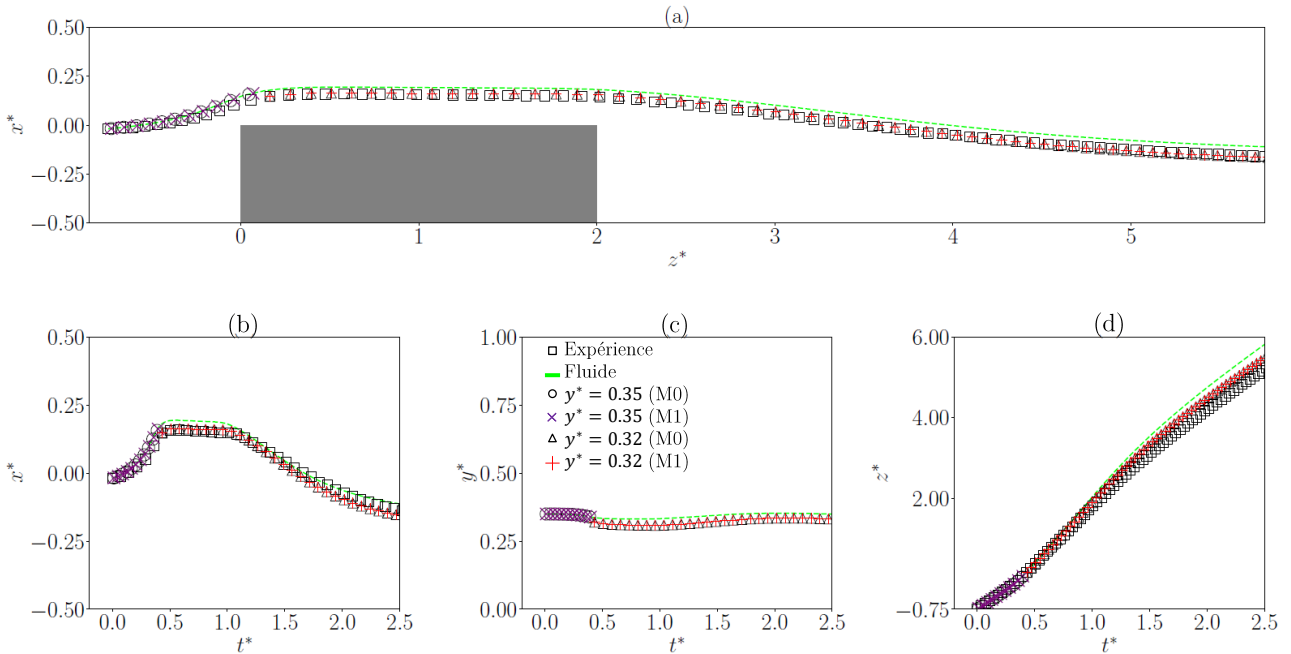 (a)
0.50
0.25
0.00
−0.25
−0.50
x*
0 1 2 3 4 5
z*
(b)
0.50
0.25
0.00
−0.25
−0.50
x*
0.0 0.5 1.0 1.5 2.0 2.5
t*
(c)
1.00
0.75
0.50
0.25
0.00
y*
Expérience
Fluide
y* = 0.35 (M0)
y* = 0.35 (M1)
y* = 0.32 (M0)
y* = 0.32 (M1)
0.0 0.5 1.0 1.5 2.0 2.5
t*
(d)
6.00
4.00
2.00
−0.75
z*
0.0 0.5 1.0 1.5 2.0 2.5
t*